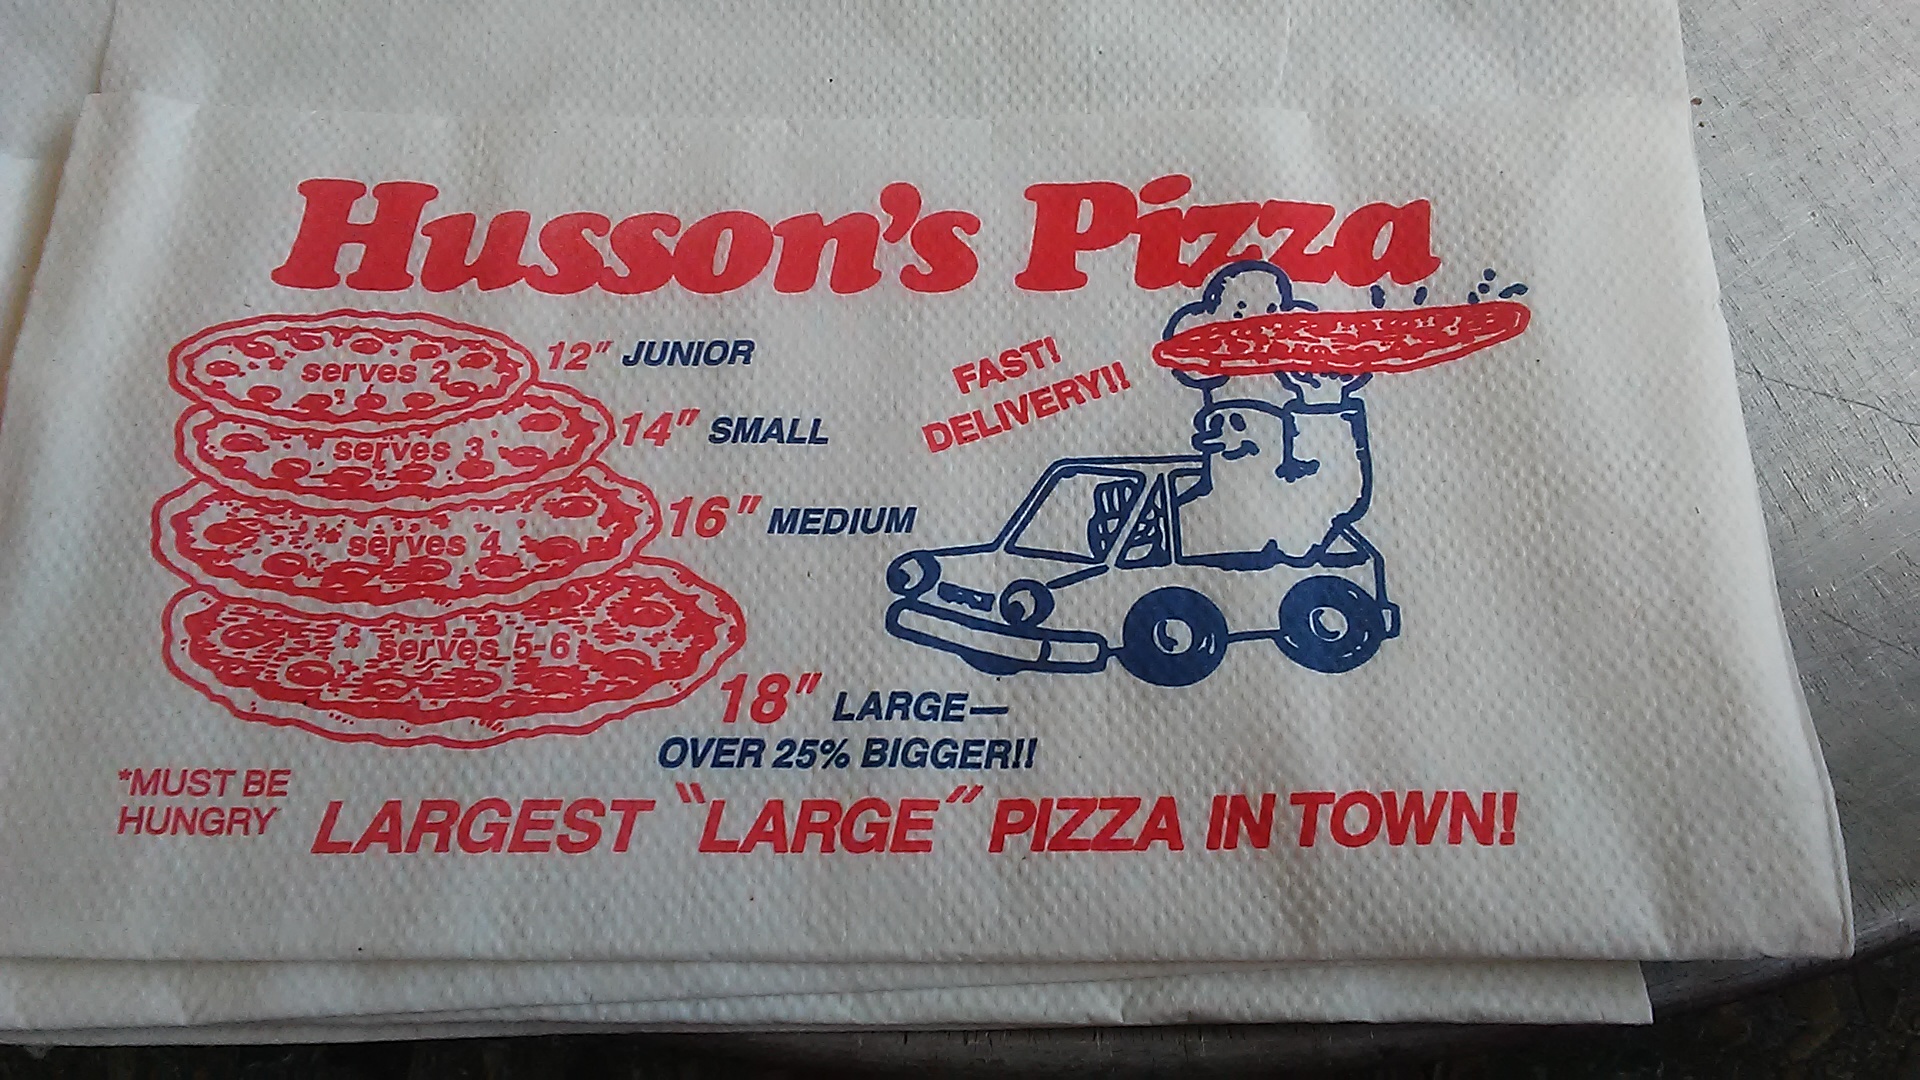 Husson's Pizza
serves 2
12" JUNIOR
serves 3
14" SMALL
serves 4
16" MEDIUM
serves 5-6
18" LARGE—
OVER 25% BIGGER!!
FAST!
DELIVERY!!
*MUST BE
HUNGRY
LARGEST "LARGE" PIZZA IN TOWN!